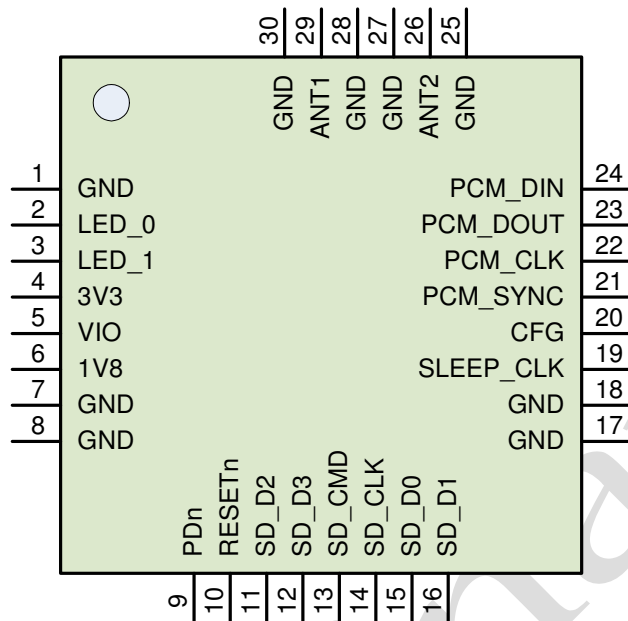 30 29 28 27 26 25
GND ANT1 GND GND ANT2 GND
1 GND
2 LED_0
3 LED_1
4 3V3
5 VIO
6 1V8
7 GND
8 GND
PCM_DIN 24
PCM_DOUT 23
PCM_CLK 22
PCM_SYNC 21
CFG 20
SLEEP_CLK 19
GND 18
GND 17
PDn RESETn SD_D2 SD_D3 SD_CMD SD_CLK SD_D0 SD_D1
9 10 11 12 13 14 15 16